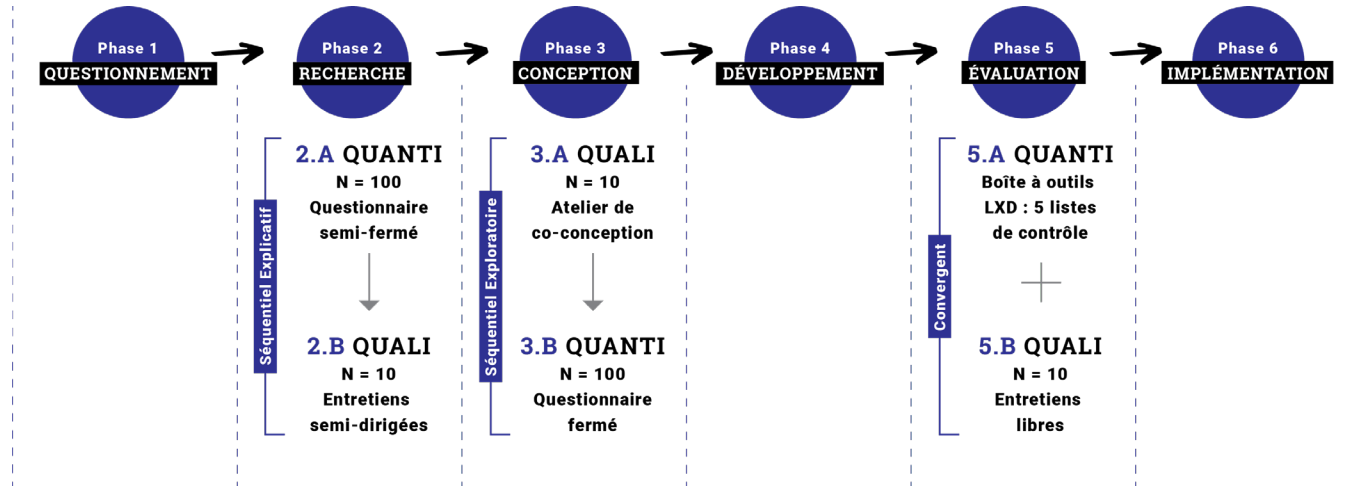 Phase 1
QUESTIONNEMENT
Phase 2
RECHERCHE
Phase 3
CONCEPTION
Phase 4
DÉVELOPPEMENT
Phase 5
ÉVALUATION
Phase 6
IMPLÉMENTATION
Séquentiel Explicatif
2.A QUANTI
N = 100
Questionnaire
semi-fermé
2.B QUALI
N = 10
Entretiens
semi-dirigées
Séquentiel Exploratoire
3.A QUALI
N = 10
Atelier de
co-conception
3.B QUANTI
N = 100
Questionnaire
fermé
Convergent
5.A QUANTI
Boîte à outils
LXD : 5 listes
de contrôle
5.B QUALI
N = 10
Entretiens
libres